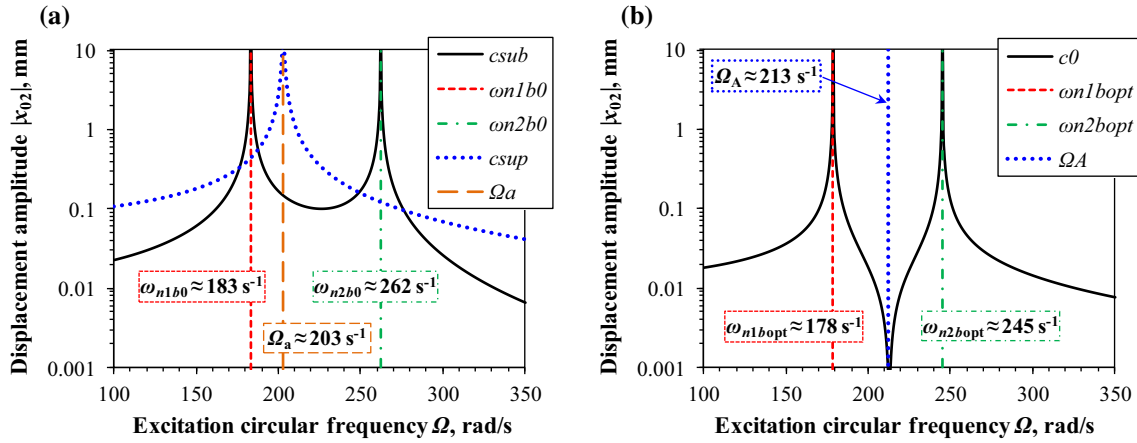 (a)
Displacement amplitude |x₀₂|, mm
10
1
0.1
0.01
0.001
csub
ωn1b0
ωn2b0
csup
Ωa
ωn1b0 ≈ 183 s⁻¹
ωn2b0 ≈ 262 s⁻¹
Ωa ≈ 203 s⁻¹
100 150 200 250 300 350
Excitation circular frequency Ω, rad/s
(b)
Displacement amplitude |x₀₂|, mm
10
1
0.1
0.01
0.001
ΩA ≈ 213 s⁻¹
c0
ωn1bopt
ωn2bopt
ΩA
ωn1bopt ≈ 178 s⁻¹
ωn2bopt ≈ 245 s⁻¹
100 150 200 250 300 350
Excitation circular frequency Ω, rad/s